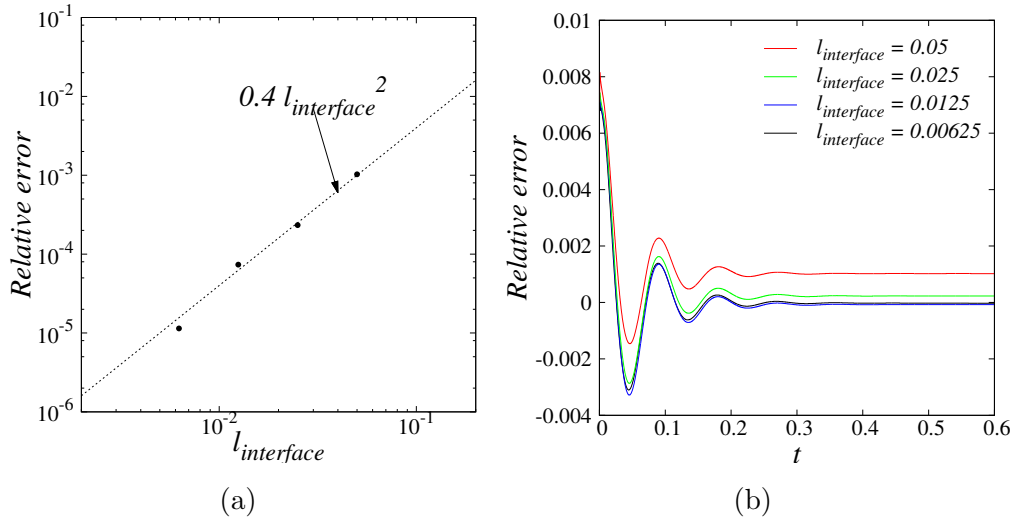 10^-1
10^-2
10^-3
10^-4
10^-5
10^-6
Relative error
0.4 l_interface^2
10^-2
10^-1
l_interface
(a)
0.01
0.008
0.006
0.004
0.002
0
-0.002
-0.004
Relative error
l_interface = 0.05
l_interface = 0.025
l_interface = 0.0125
l_interface = 0.00625
0
0.1
0.2
0.3
0.4
0.5
0.6
t
(b)